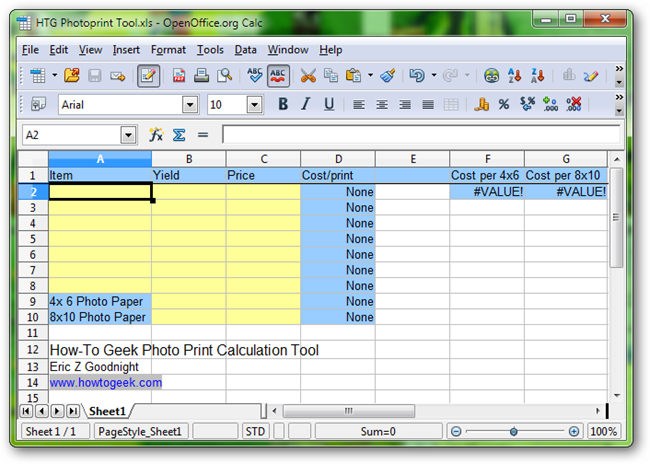 HTG Photoprint Tool.xls - OpenOffice.org Calc
File Edit View Insert Format Tools Data Window Help
Arial 10 B I U
A2
A B C D E F G
1 Item Yield Price Cost/print Cost per 4x6 Cost per 8x10
2 None #VALUE! #VALUE!
3 None
4 None
5 None
6 None
7 None
8 None
9 4x 6 Photo Paper None
10 8x10 Photo Paper None
11
12 How-To Geek Photo Print Calculation Tool
13 Eric Z Goodnight
14 www.howtogeek.com
15
Sheet1
Sheet 1 / 1 PageStyle_Sheet1 STD Sum=0 100%